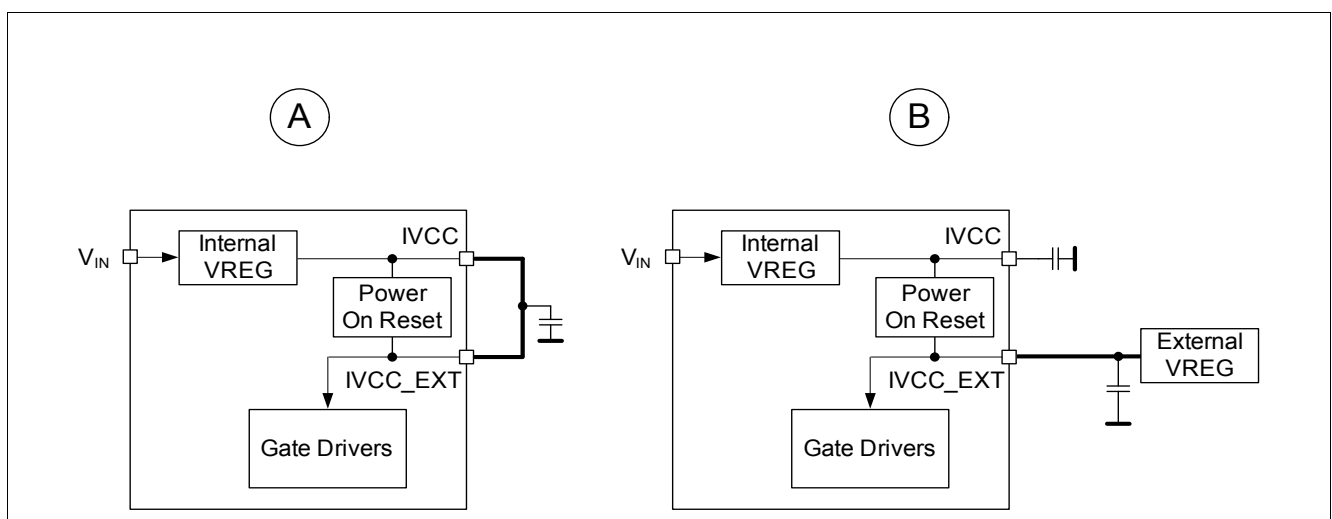 A
B
V_IN
Internal
VREG
IVCC
Power
On Reset
IVCC_EXT
Gate Drivers
V_IN
Internal
VREG
IVCC
Power
On Reset
IVCC_EXT
External
VREG
Gate Drivers